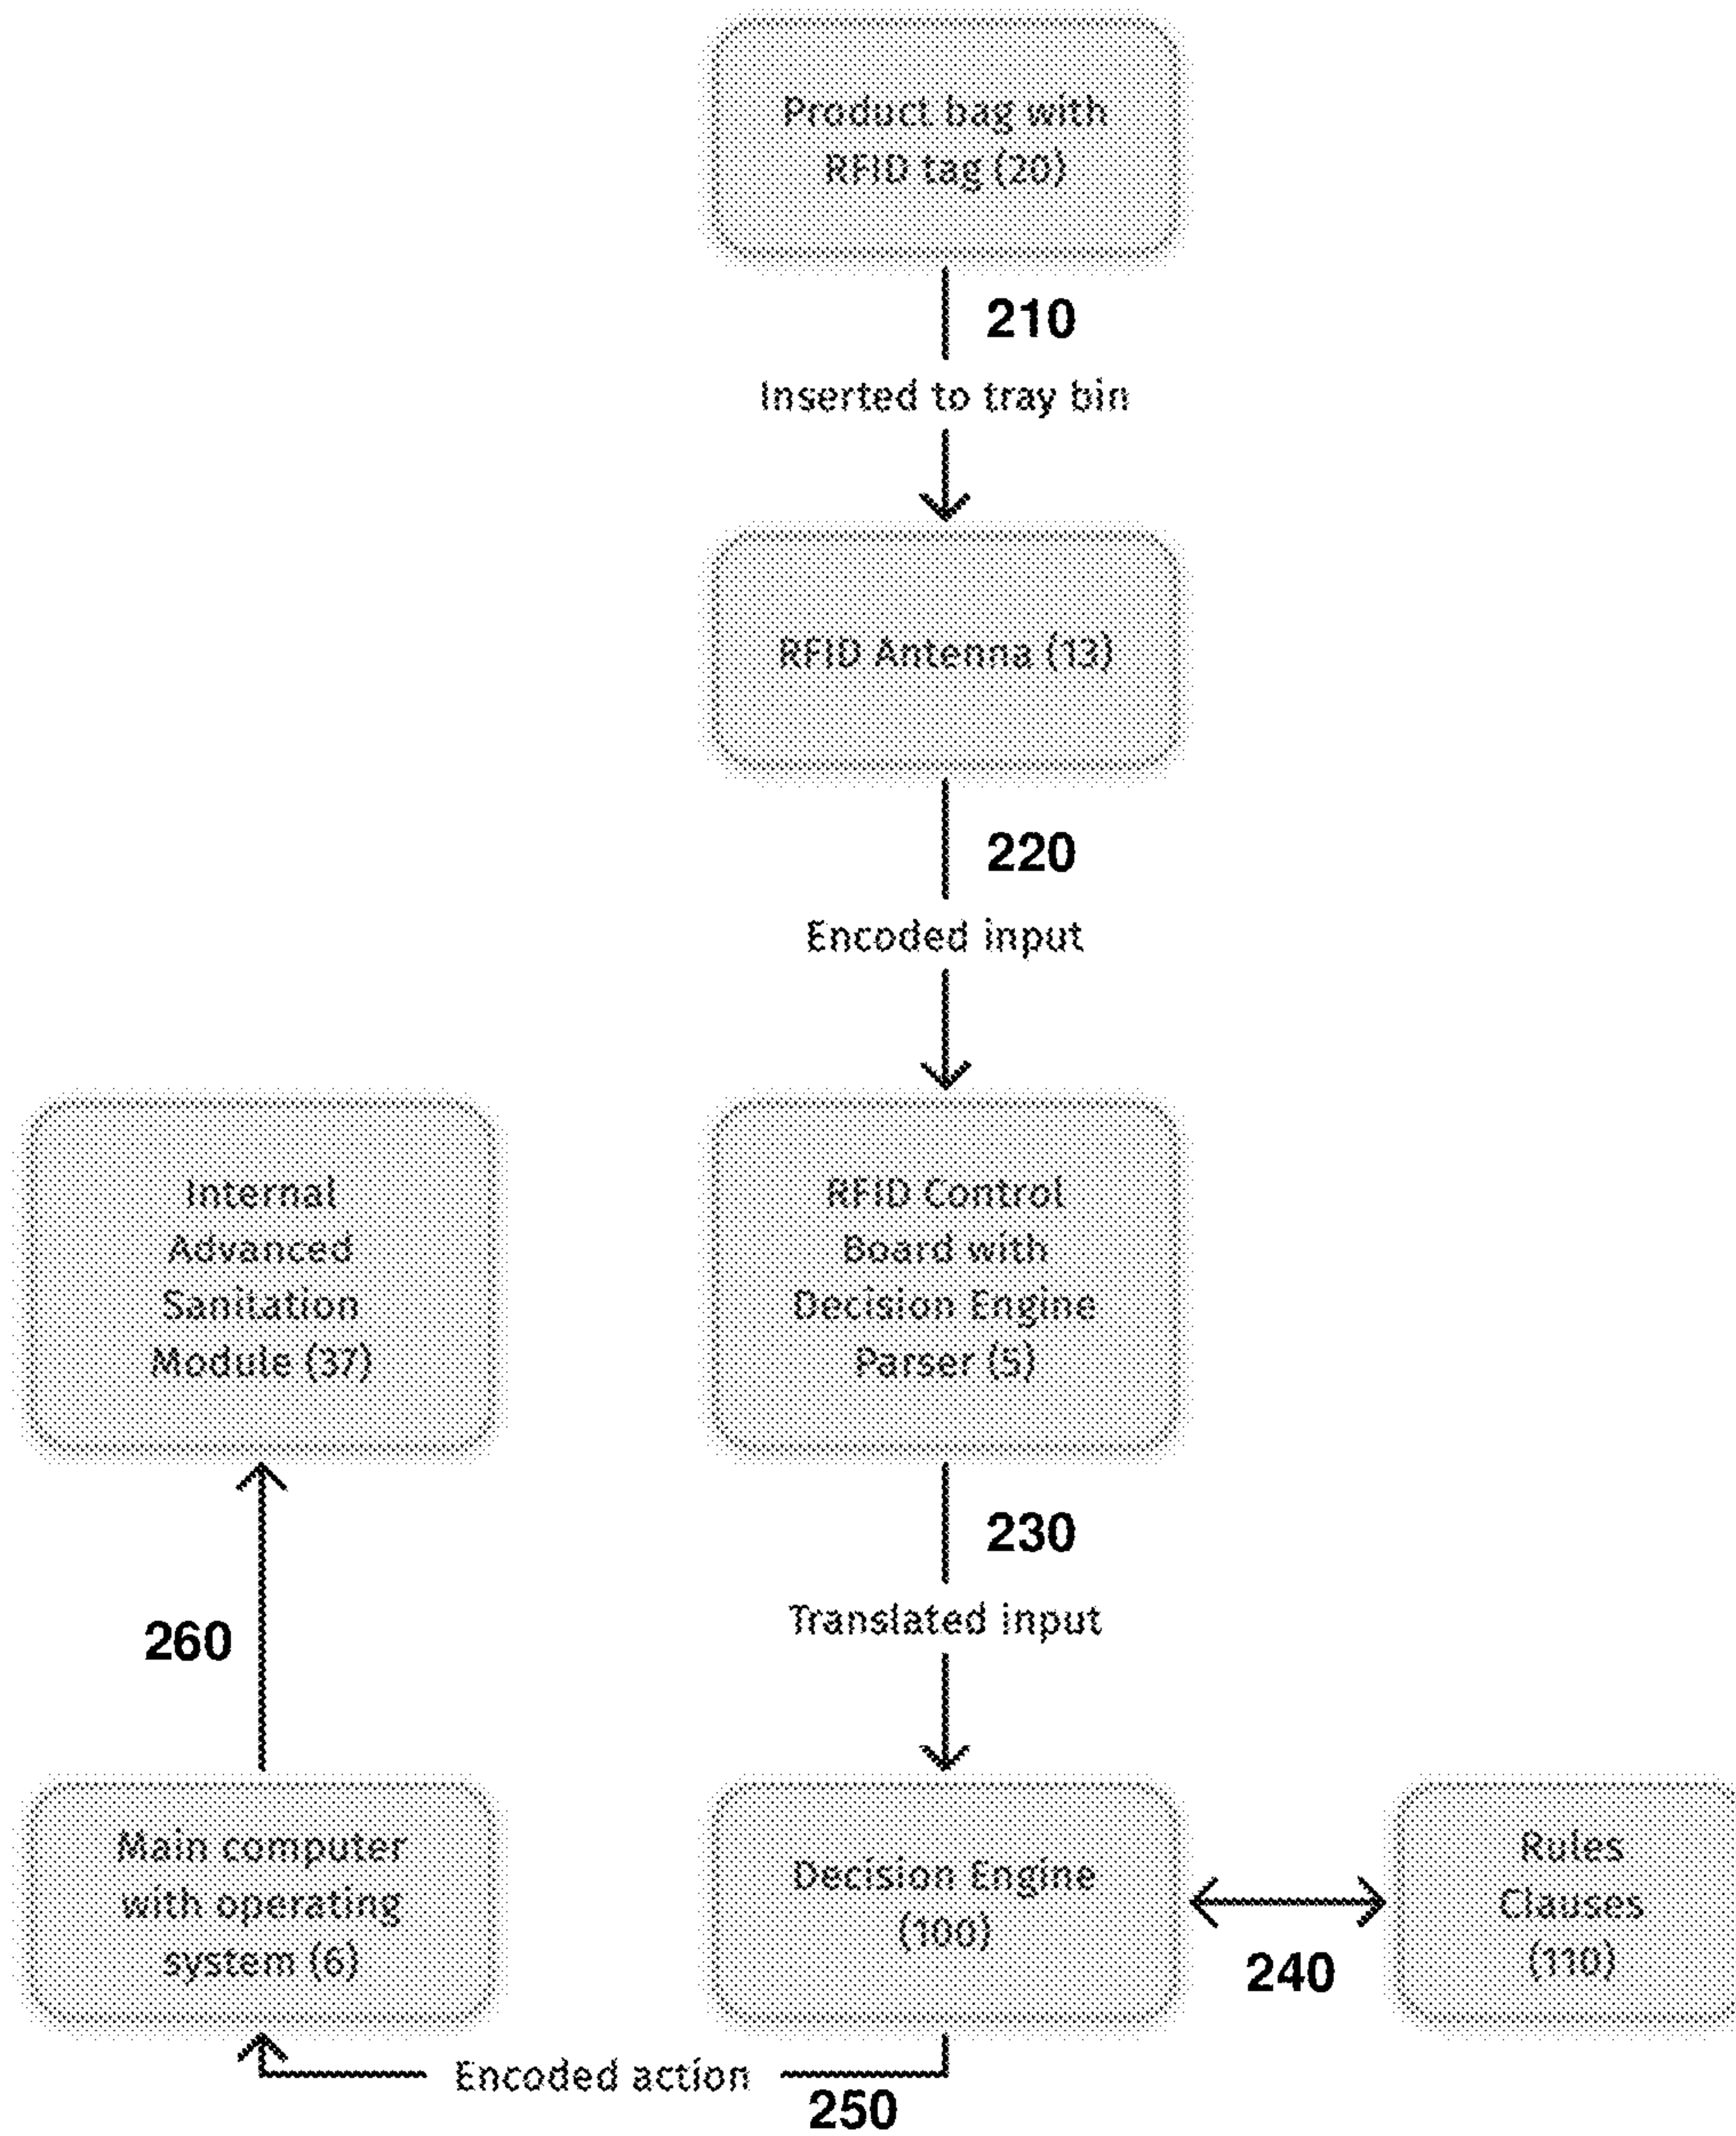 Product bag with
RFID tag (20)
210
Inserted to tray bin
RFID Antenna (13)
220
Encoded input
Internal
Advanced
Sanitation
Module (37)
RFID Control
Board with
Decision Engine
Parser (5)
230
Translated input
260
Main computer
with operating
system (6)
Decision Engine
(100)
240
Rules
Clauses
(110)
Encoded action
250